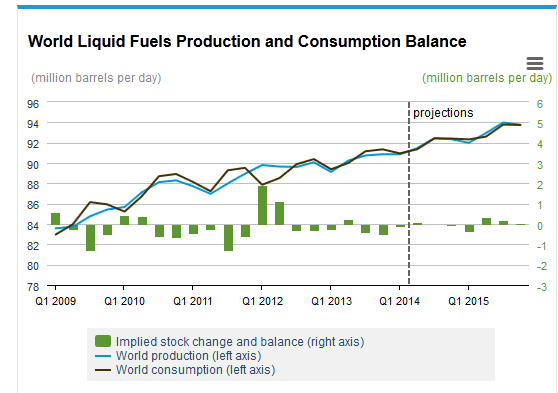 World Liquid Fuels Production and Consumption Balance
(million barrels per day) (million barrels per day)
projections
96 6
94 5
92 4
90 3
88 2
86 1
84 0
82 -1
80 -2
78 -3
Q1 2009 Q1 2010 Q1 2011 Q1 2012 Q1 2013 Q1 2014 Q1 2015
Implied stock change and balance (right axis)
World production (left axis)
World consumption (left axis)